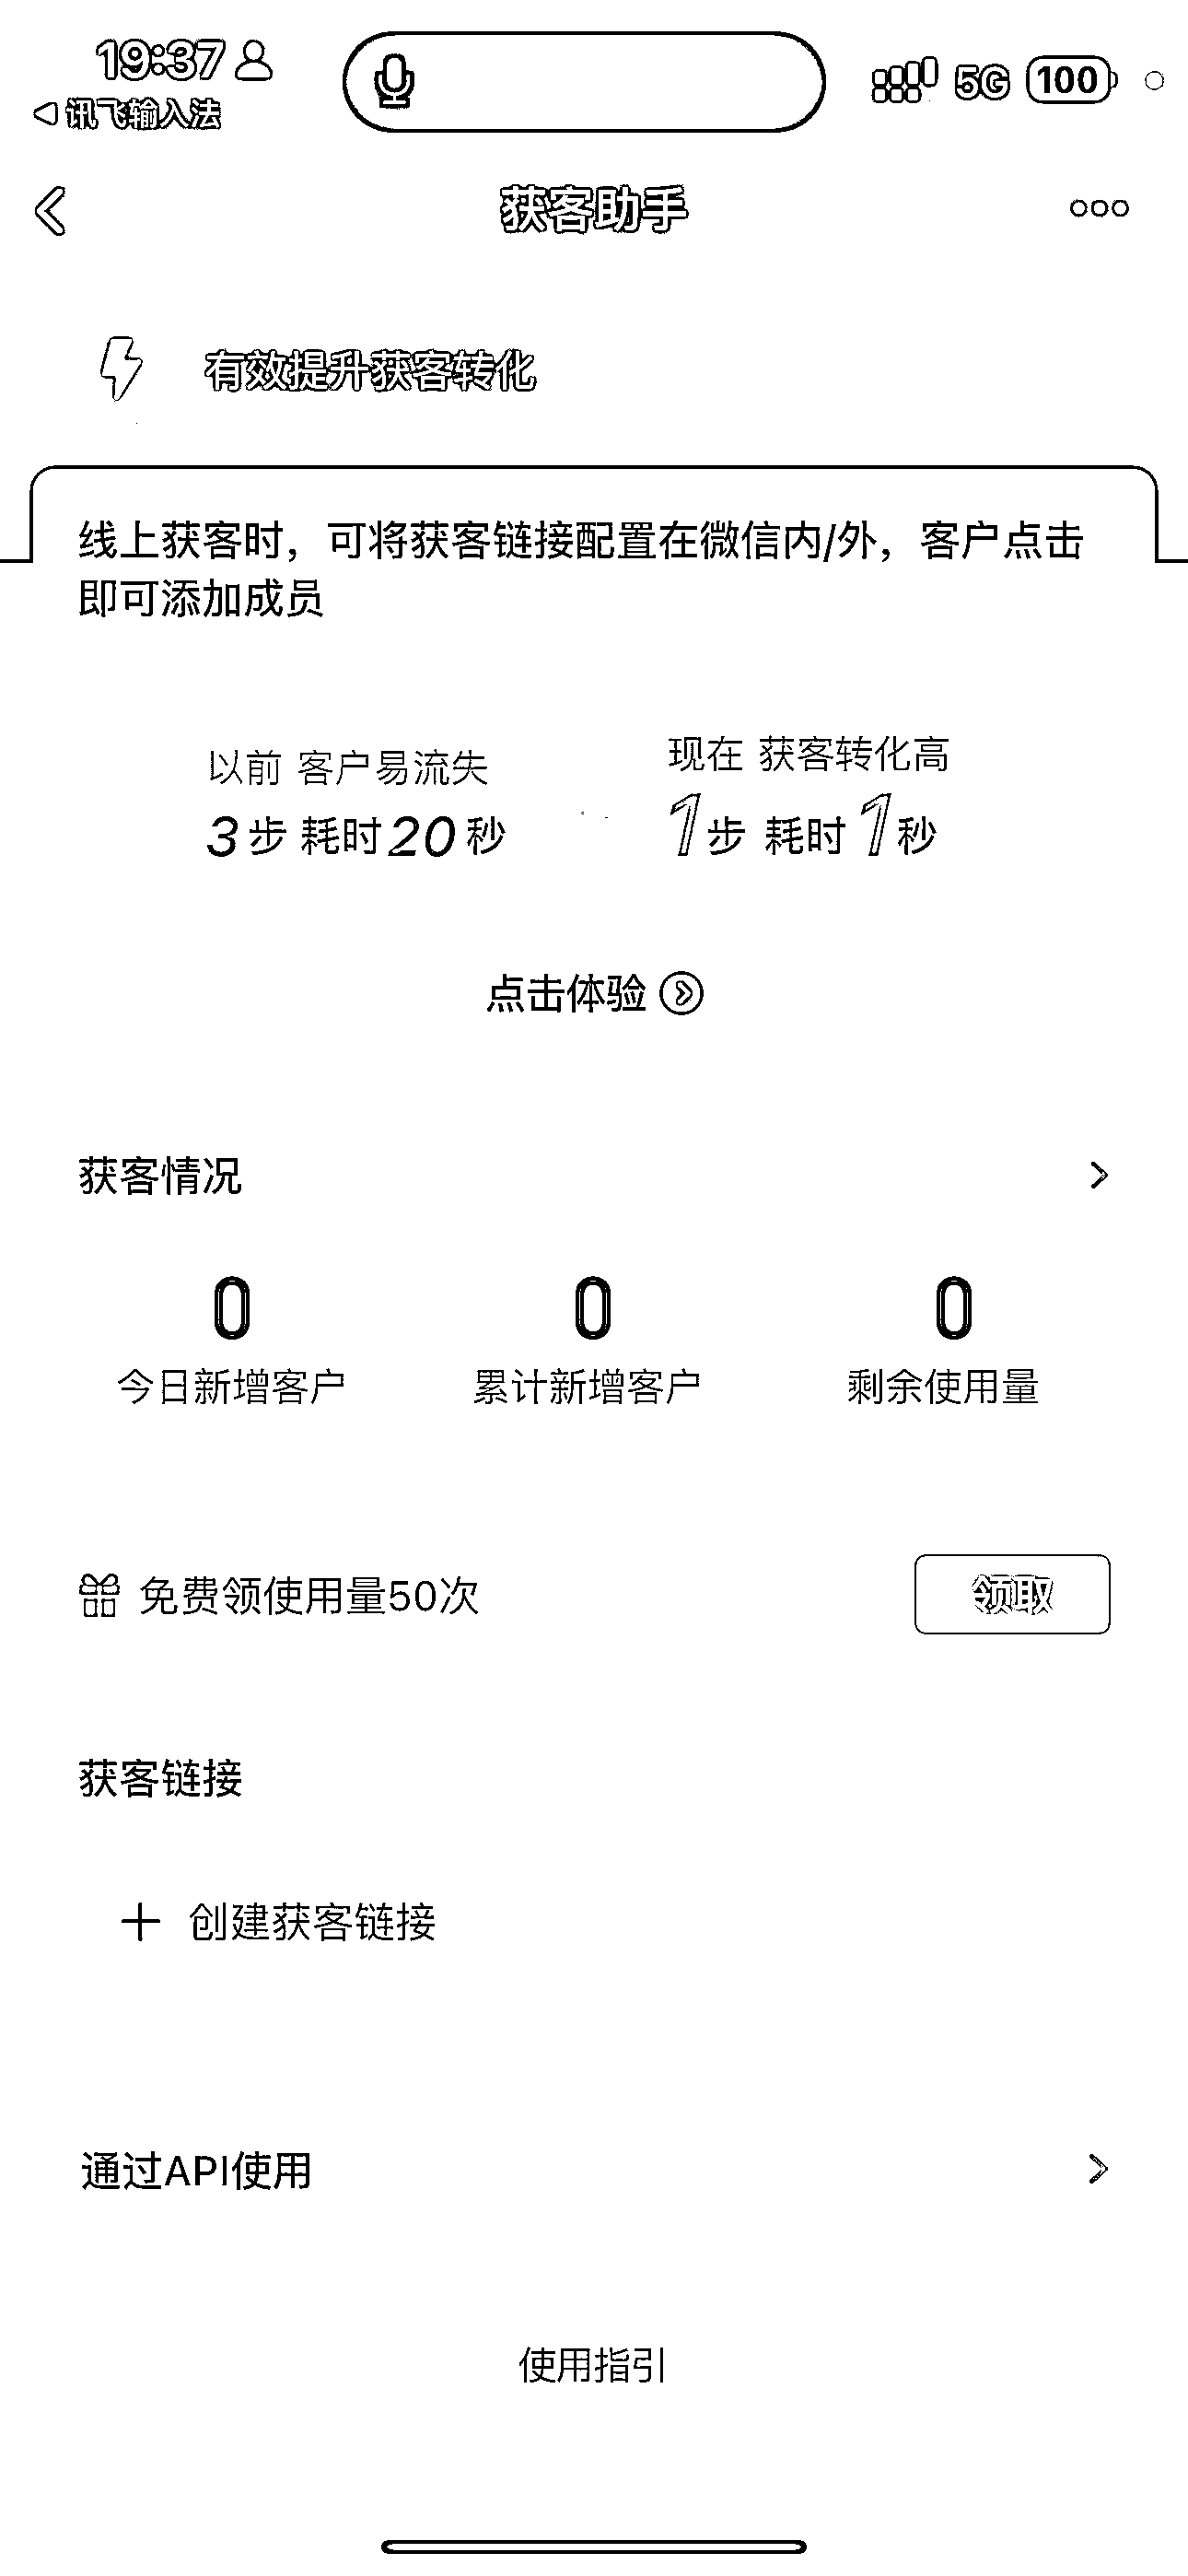 19:37
5G
100
讯飞输入法
获客助手
有效提升获客转化
线上获客时，可将获客链接配置在微信内/外，客户点击
即可添加成员
以前 客户易流失
3步 耗时20秒
现在 获客转化高
1步 耗时1秒
点击体验
获客情况
0
今日新增客户
0
累计新增客户
0
剩余使用量
免费领使用量50次
领取
获客链接
创建获客链接
通过API使用
使用指引